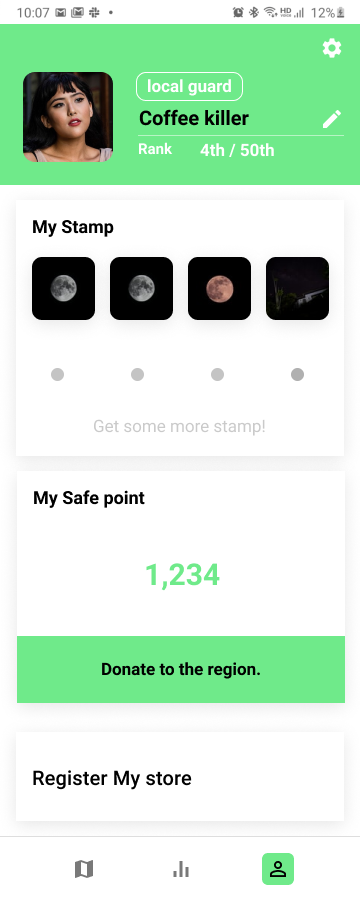 10:07 HD 12%
local guard
Coffee killer
Rank 4th / 50th
My Stamp
Get some more stamp!
My Safe point
1,234
Donate to the region.
Register My store